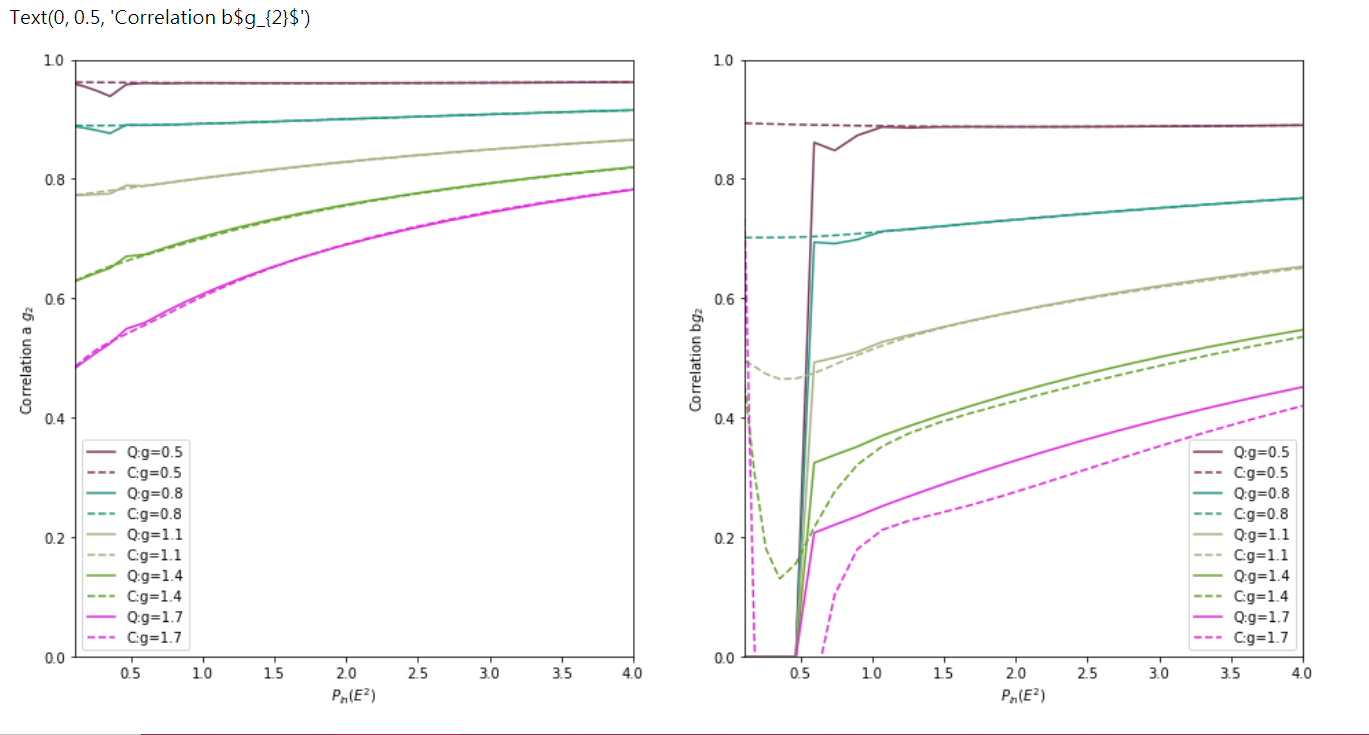 Text(0, 0.5, 'Correlation b$g_{2}$')
1.0
0.8
0.6
0.4
0.2
0.0
Correlation a g₂
Q:g=0.5
C:g=0.5
Q:g=0.8
C:g=0.8
Q:g=1.1
C:g=1.1
Q:g=1.4
C:g=1.4
Q:g=1.7
C:g=1.7
0.5 1.0 1.5 2.0 2.5 3.0 3.5 4.0
Pᵢₙ(E²)
1.0
0.8
0.6
0.4
0.2
0.0
Correlation bg₂
Q:g=0.5
C:g=0.5
Q:g=0.8
C:g=0.8
Q:g=1.1
C:g=1.1
Q:g=1.4
C:g=1.4
Q:g=1.7
C:g=1.7
0.5 1.0 1.5 2.0 2.5 3.0 3.5 4.0
Pᵢₙ(E²)